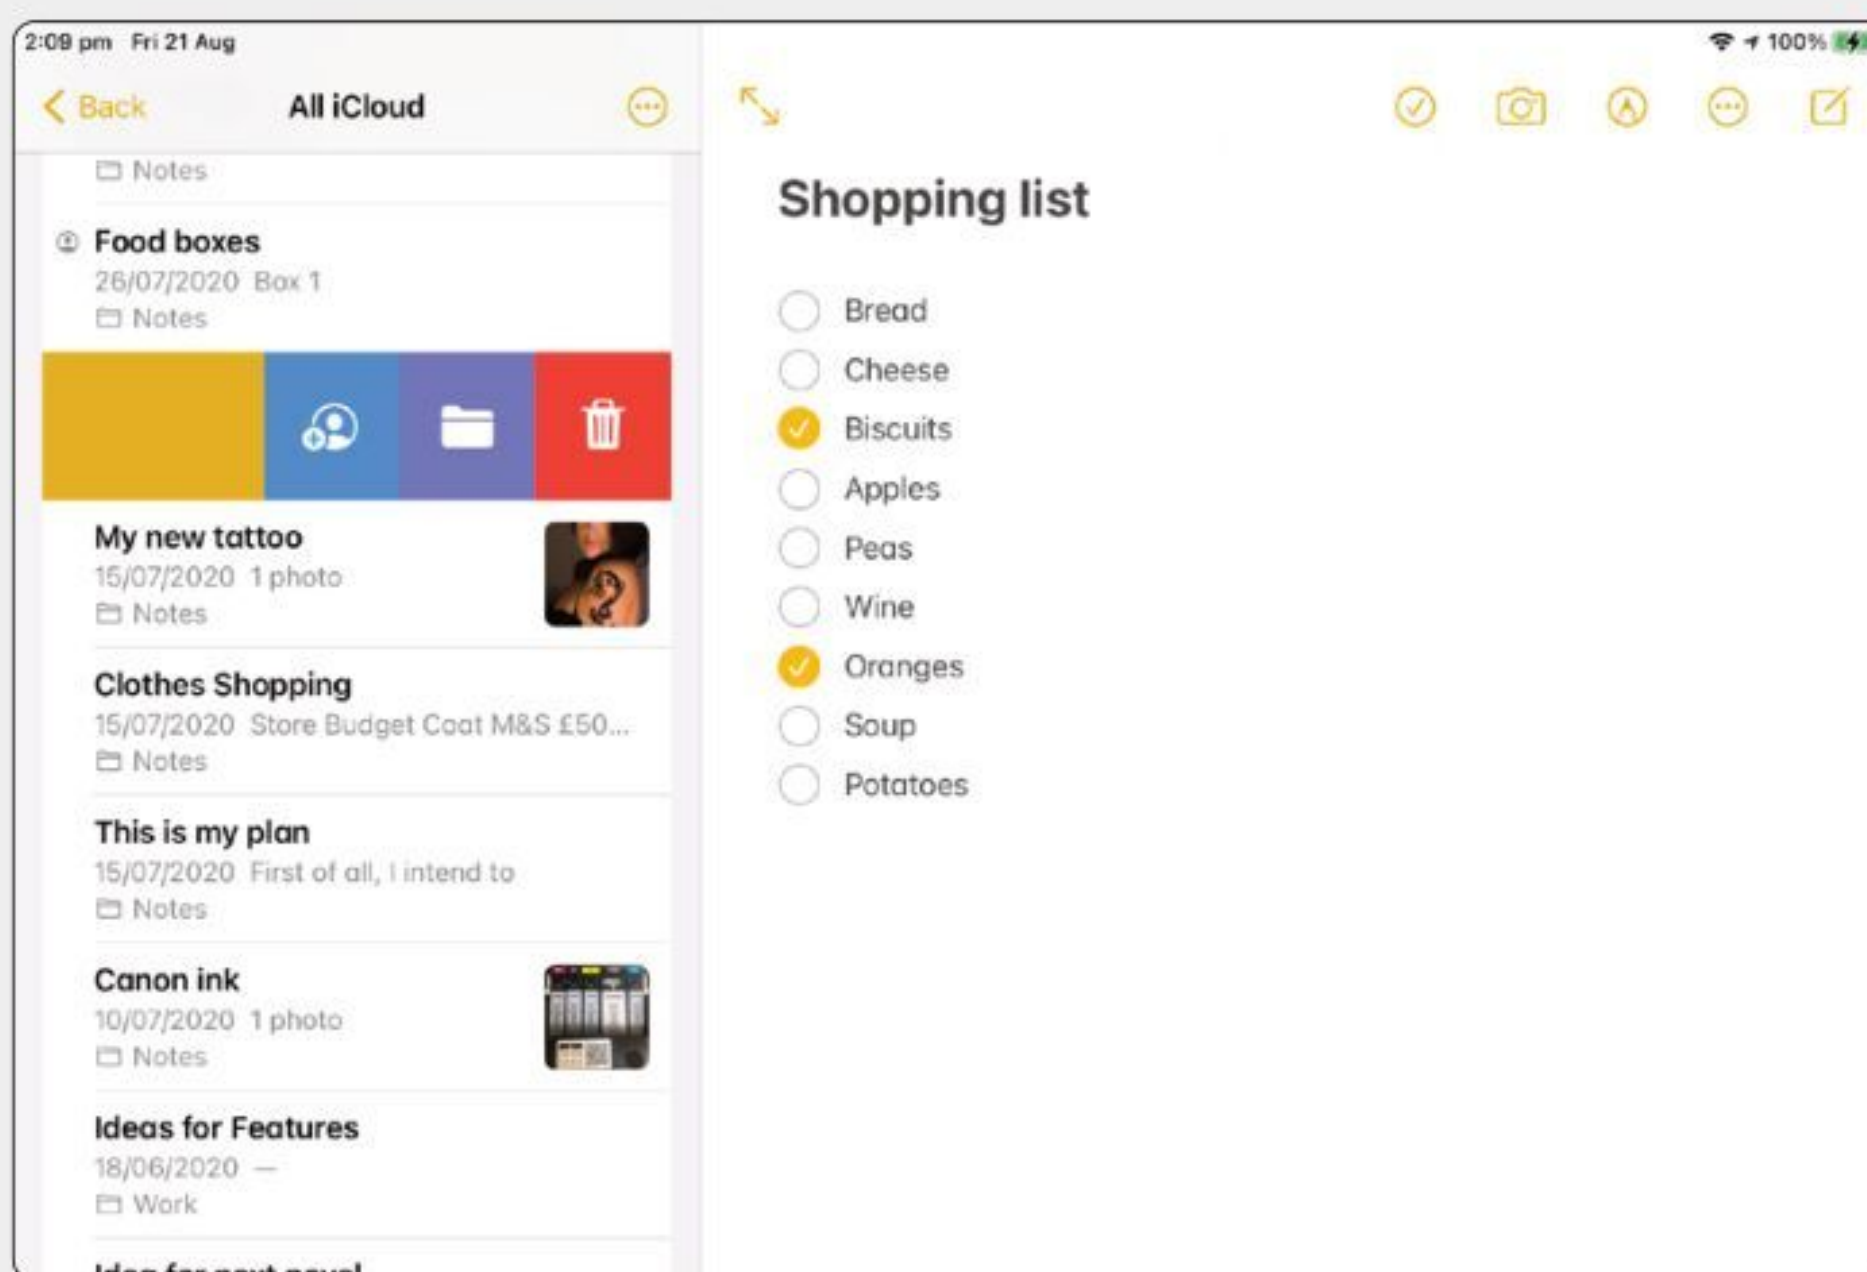 2:09 pm Fri 21 Aug
100%
Back
All iCloud
Notes
Food boxes
26/07/2020 Box 1
Notes
My new tattoo
15/07/2020 1 photo
Notes
Clothes Shopping
15/07/2020 Store Budget Coat M&S £50...
Notes
This is my plan
15/07/2020 First of all, I intend to
Notes
Canon ink
10/07/2020 1 photo
Notes
Ideas for Features
18/06/2020 —
Work
Idea for next novel
Shopping list
Bread
Cheese
Biscuits
Apples
Peas
Wine
Oranges
Soup
Potatoes